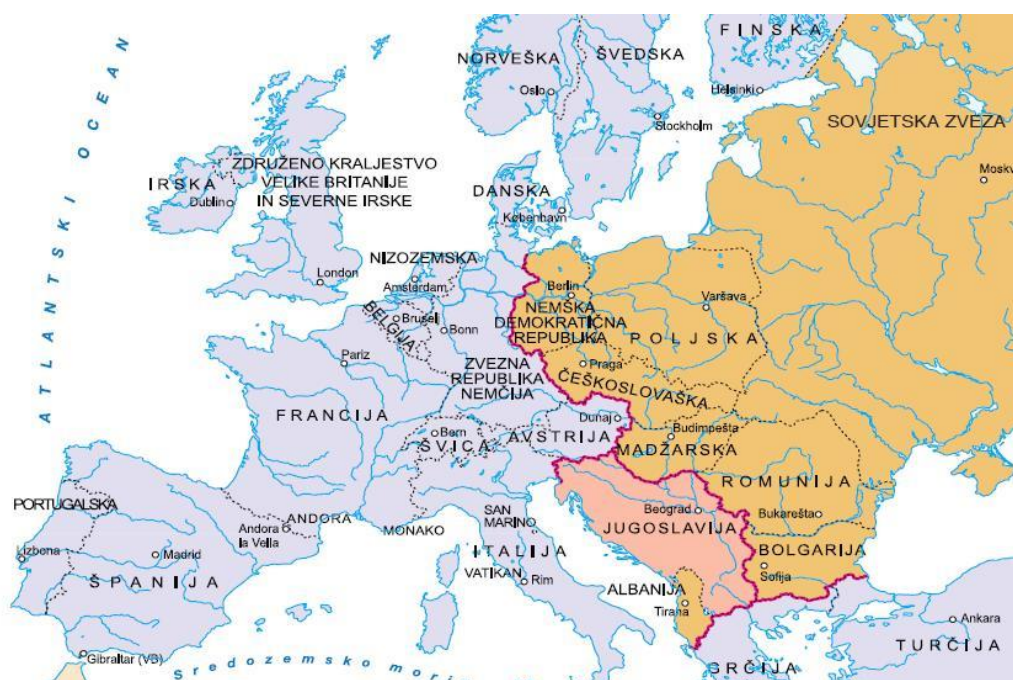 ATLANTSKI OCEAN
NORVEŠKA
Oslo
ŠVEDSKA
Stockholm
FINSKA
Helsinki
SOVJETSKA ZVEZA
Moskv
IRSKA
Dublin
ZDRUŽENO KRALJESTVO
VELIKE BRITANIJE
IN SEVERNE IRSKE
London
DANSKA
København
NIZOZEMSKA
Amsterdam
BELGIJA
Bruselj
Bonn
Berlin
NEMŠKA
DEMOKRATIČNA
REPUBLIKA
Varšava
POLJSKA
Pariz
ZVEZNA
REPUBLIKA
NEMČIJA
Praga
ČEŠKOSLOVAŠKA
FRANCIJA
Bern
ŠVICA
Dunaj
AVSTRIJA
Budimpešta
MADŽARSKA
ROMUNIJA
Bukarešta
PORTUGALSKA
Lizbona
Madrid
ŠPANIJA
Andora
la Vella
ANDORA
MONAKO
SAN
MARINO
ITALIJA
VATIKAN
Rim
Beograd
JUGOSLAVIJA
BOLGARIJA
Sofija
ALBANIJA
Tirana
Ankara
TURČIJA
GRČIJA
Gibraltar (VB)
Sredozemsko morj